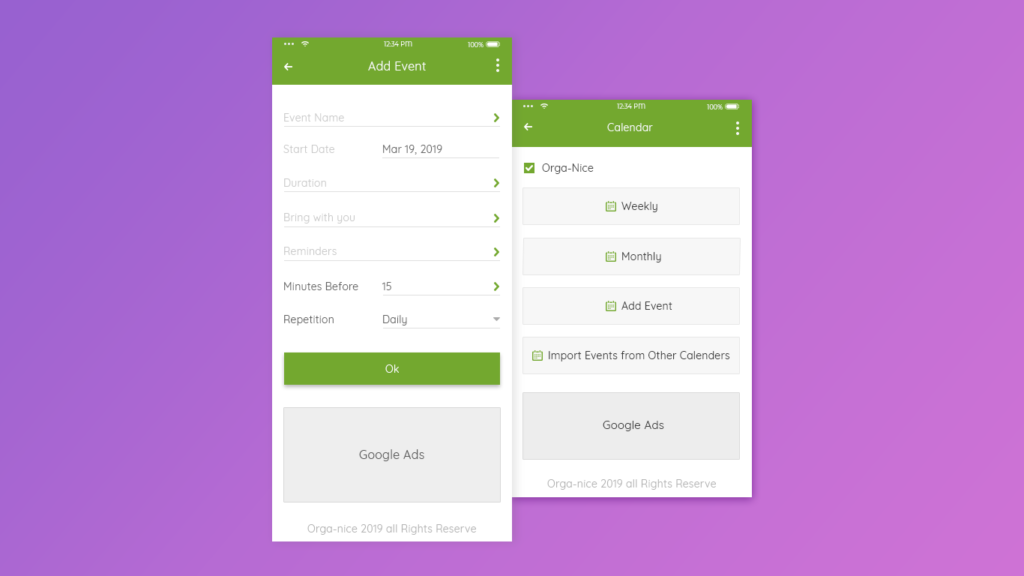 12:34 PM
100%
Add Event
Event Name
Start Date Mar 19, 2019
Duration
Bring with you
Reminders
Minutes Before 15
Repetition Daily
Ok
Google Ads
Orga-nice 2019 all Rights Reserve
12:34 PM
100%
Calendar
Orga-Nice
Weekly
Monthly
Add Event
Import Events from Other Calenders
Google Ads
Orga-nice 2019 all Rights Reserve